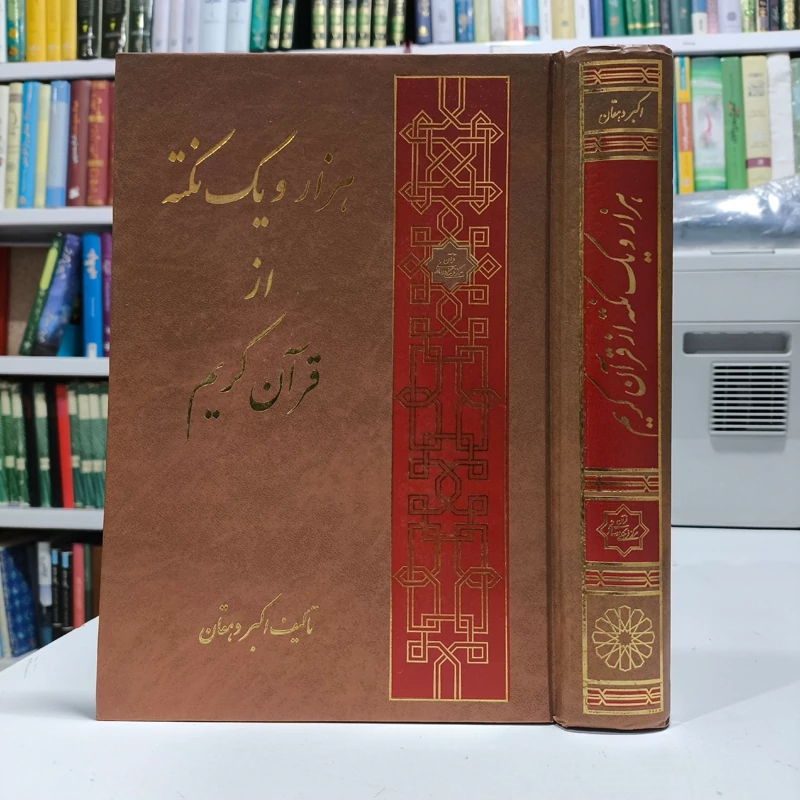 هزار و یک نکته
از
قرآن کریم
تألیف اکبر دهقان
اکبر دهقان
هزار و یک نکته از قرآن کریم